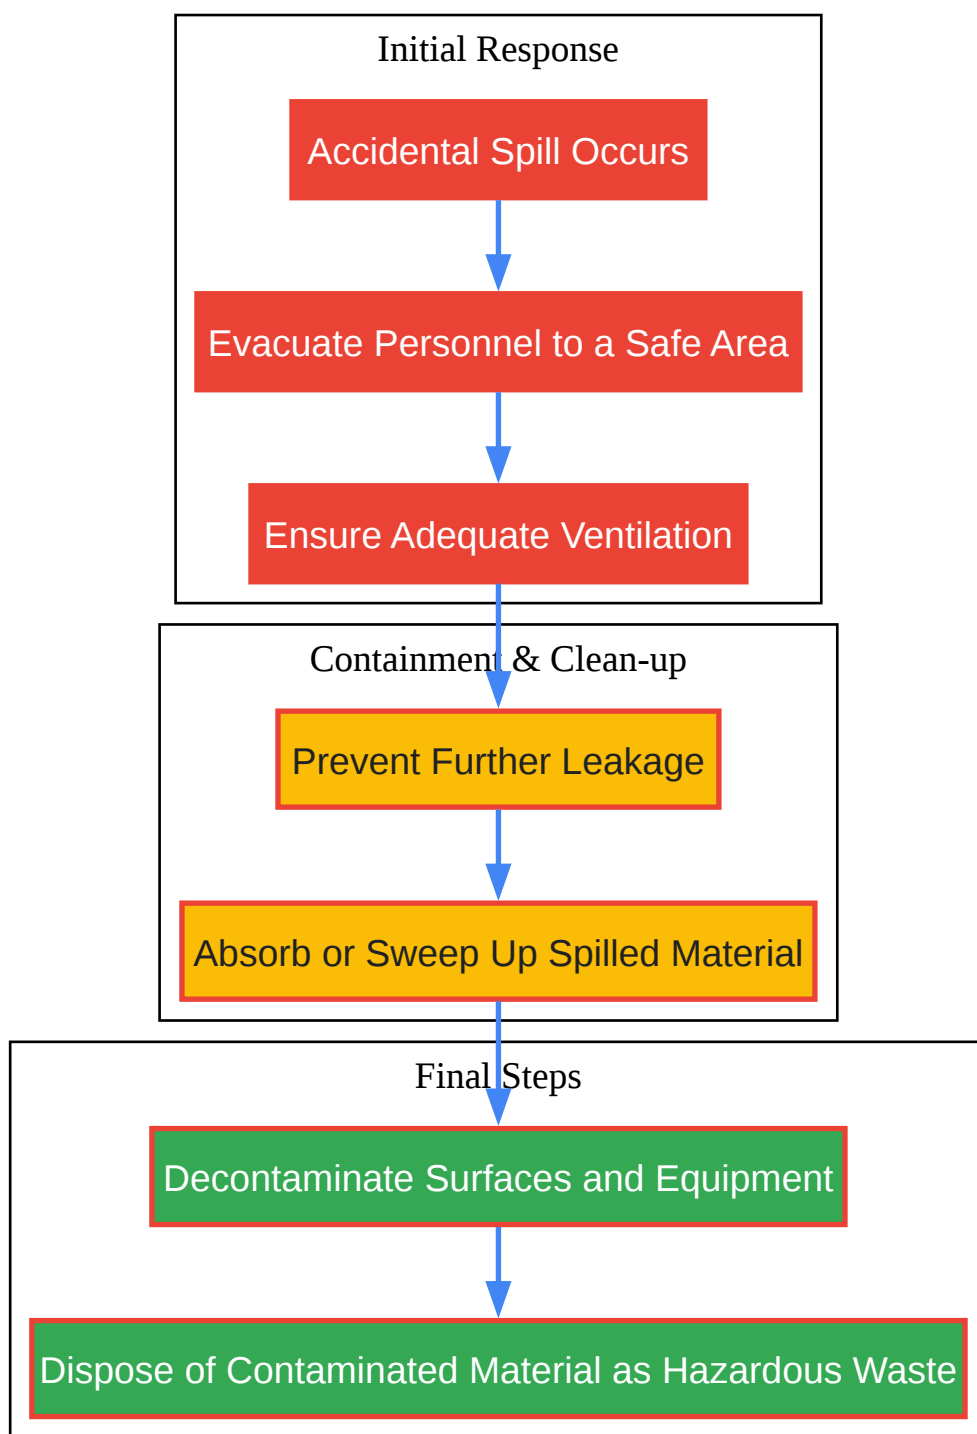 Initial Response
Accidental Spill Occurs
Evacuate Personnel to a Safe Area
Ensure Adequate Ventilation
Containment & Clean-up
Prevent Further Leakage
Absorb or Sweep Up Spilled Material
Final Steps
Decontaminate Surfaces and Equipment
Dispose of Contaminated Material as Hazardous Waste